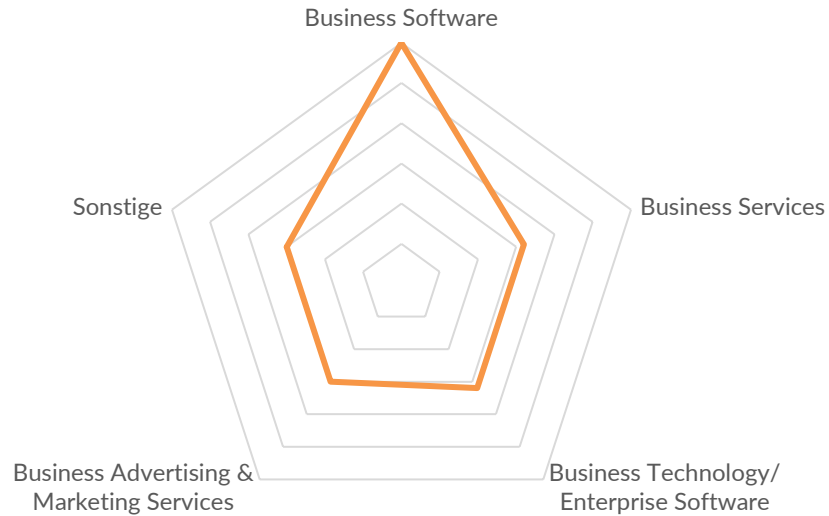 Business Software
Sonstige
Business Services
Business Advertising &
Marketing Services
Business Technology/
Enterprise Software